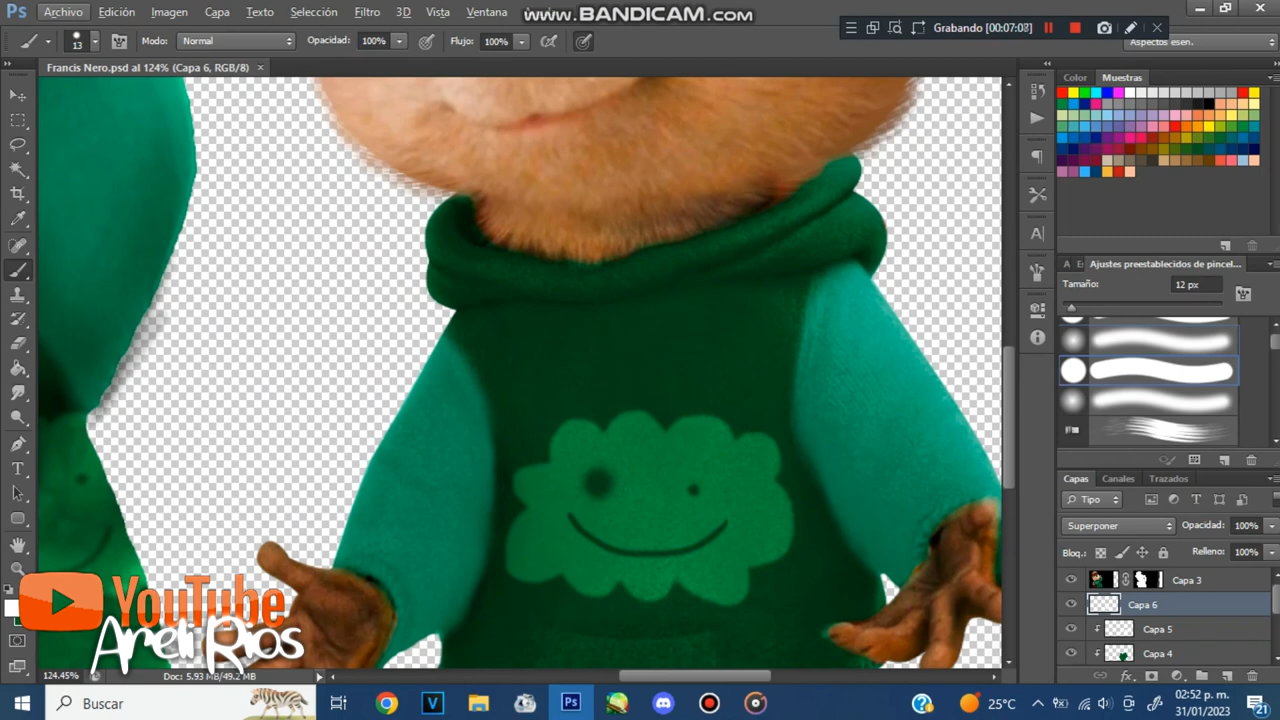 Ps Archivo Edición Imagen Capa Texto Selección Filtro 3D Vista Ventana
www.BANDICAM.com
Grabando [00:07:08]
13 Modo: Normal Opacidad: 100% Flujo: 100% Aspectos esen.
Francis Nero.psd al 124% (Capa 6, RGB/8) ×
Color Muestras
Ajustes preestablecidos de pincel...
Tamaño: 12 px
Capas Canales Trazados
Tipo
Superponer Opacidad: 100%
Bloq.: Relleno: 100%
Capa 3
Capa 6
Capa 5
Capa 4
YouTube
Areli Rios
124.45% Doc: 5.93 MB/49.2 MB
Buscar
25°C
02:52 p. m.
31/01/2023
21